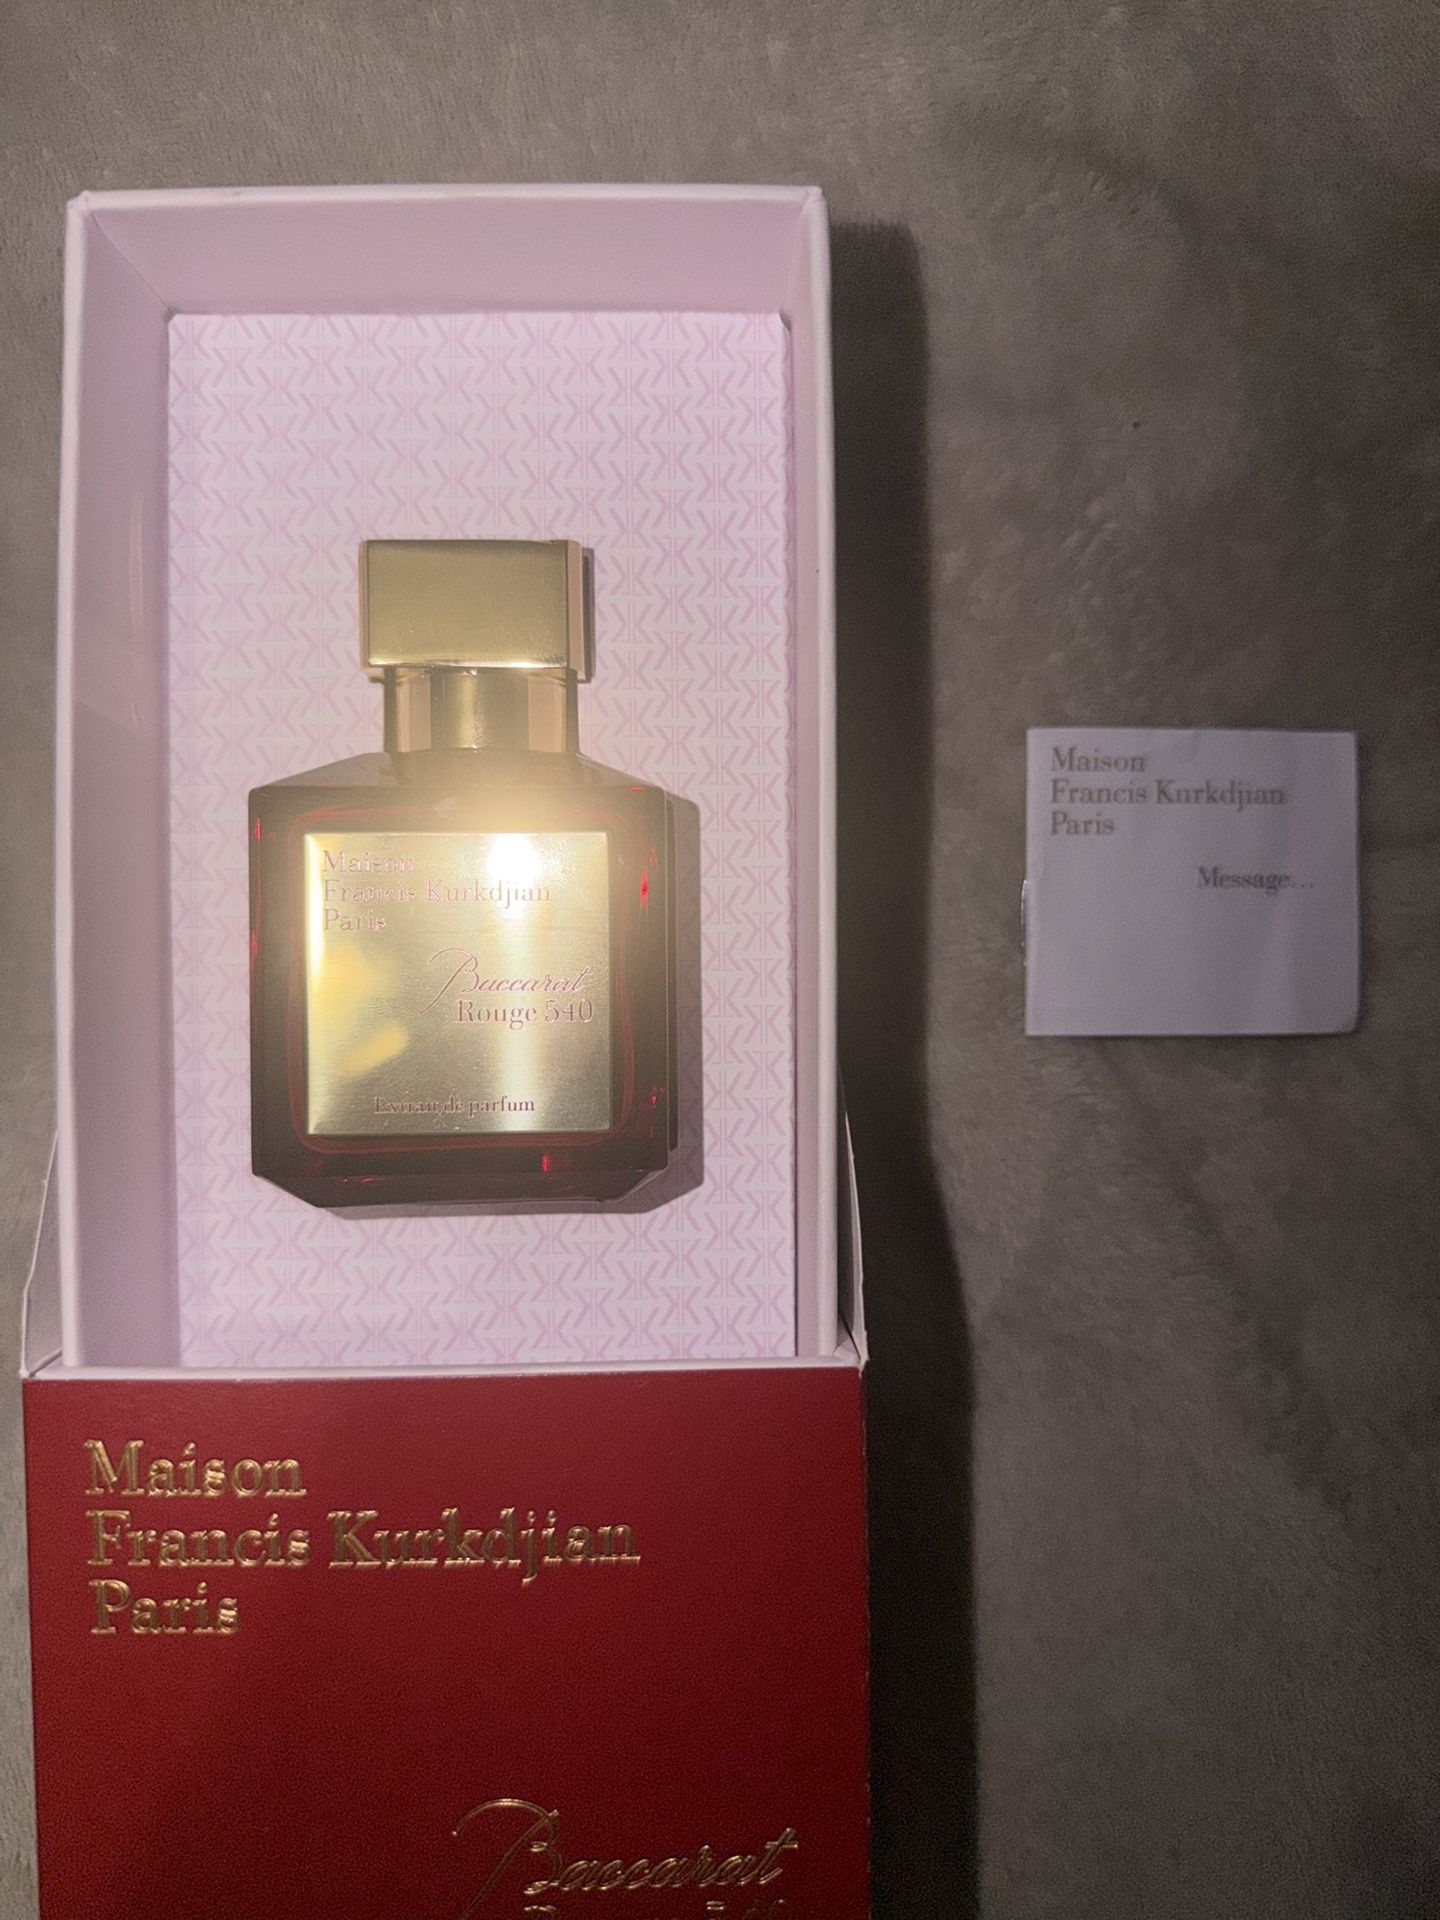 Maison
Francis Kurkdjian
Paris
Baccarat
Rouge 540
Extrait de parfum
Maison
Francis Kurkdjian
Paris
Message...
Maison
Francis Kurkdjian
Paris
Baccarat